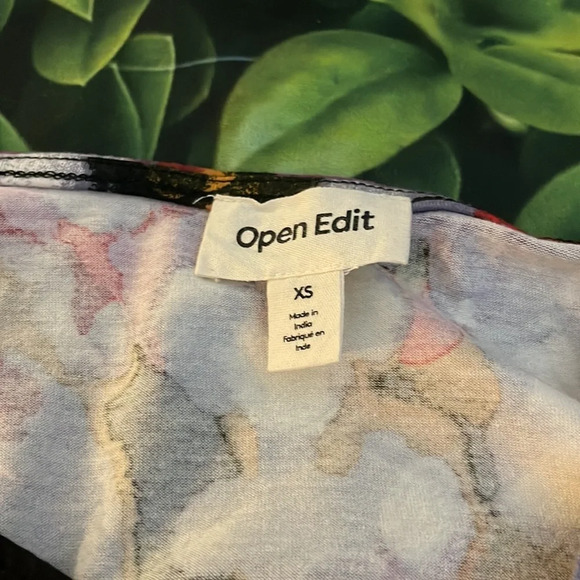 Open Edit
XS
Made in
India
Fabriqué en
Inde